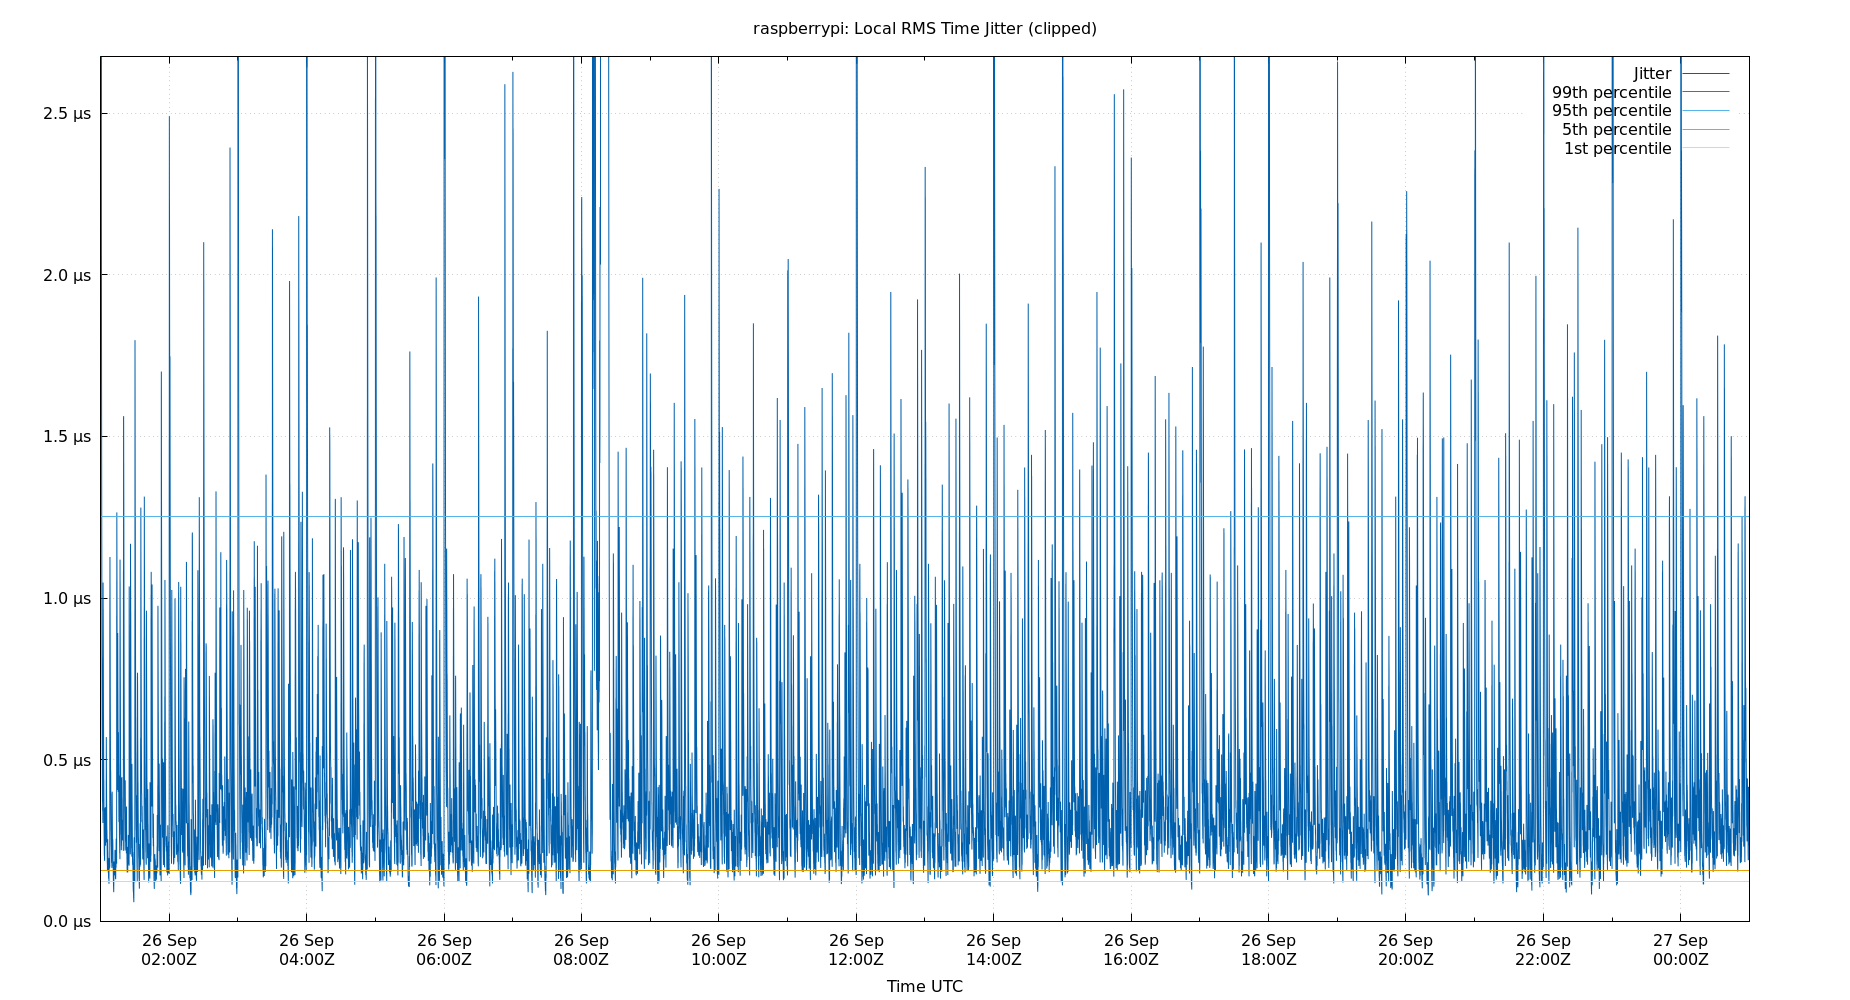 raspberrypi: Local RMS Time Jitter (clipped)
Jitter
99th percentile
95th percentile
5th percentile
1st percentile
2.5 µs
2.0 µs
1.5 µs
1.0 µs
0.5 µs
0.0 µs
26 Sep 26 Sep 26 Sep 26 Sep 26 Sep 26 Sep 26 Sep 26 Sep 26 Sep 26 Sep 26 Sep 27 Sep
02:00Z 04:00Z 06:00Z 08:00Z 10:00Z 12:00Z 14:00Z 16:00Z 18:00Z 20:00Z 22:00Z 00:00Z
Time UTC